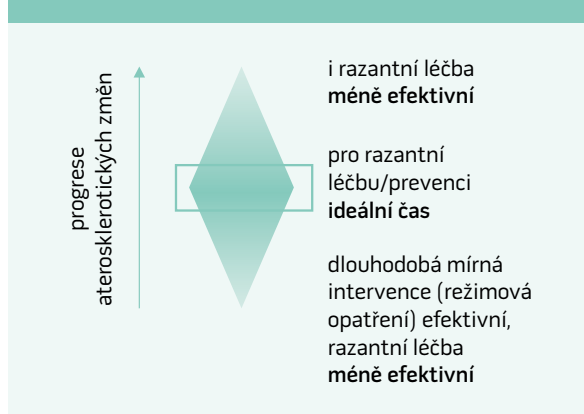 progrese
aterosklerotických změn
i razantní léčba
méně efektivní
pro razantní
léčbu/prevenci
ideální čas
dlouhodobá mírná
intervence (režimová
opatření) efektivní,
razantní léčba
méně efektivní